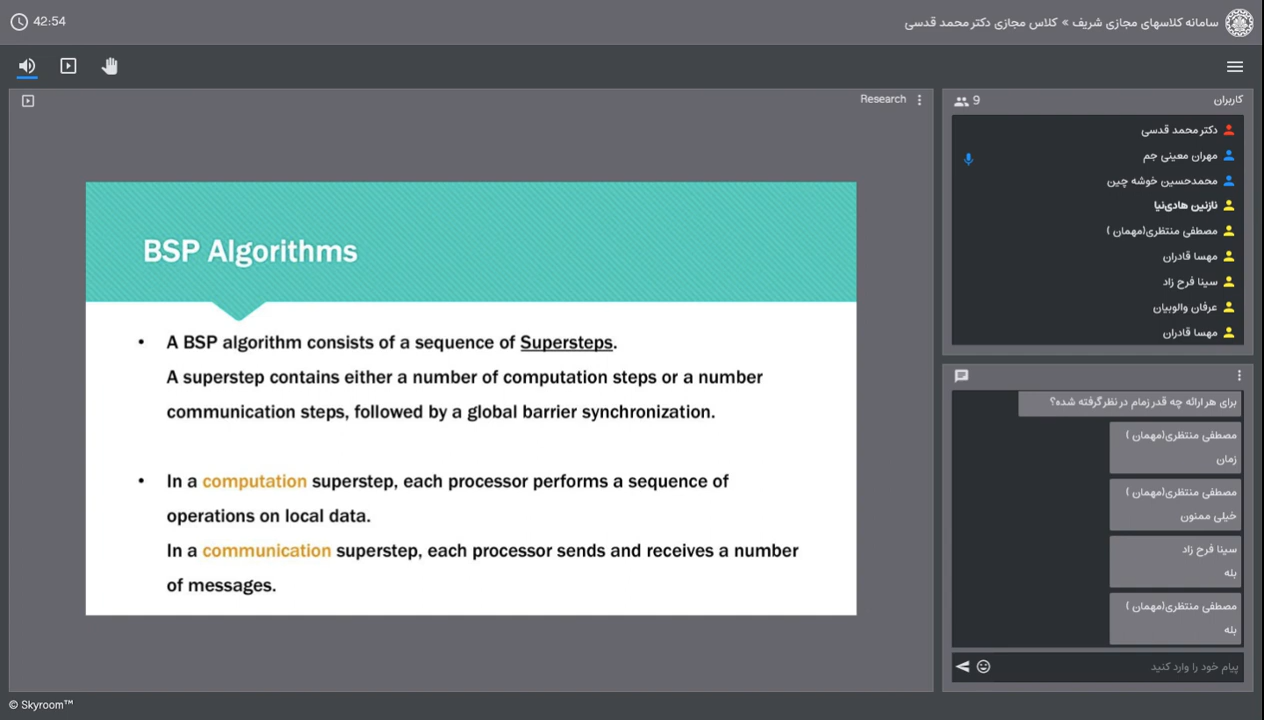 42:54
سامانه کلاسهای مجازی شریف » کلاس مجازی دکتر محمد قدسی
Research
BSP Algorithms
• A BSP algorithm consists of a sequence of Supersteps.
A superstep contains either a number of computation steps or a number
communication steps, followed by a global barrier synchronization.
• In a computation superstep, each processor performs a sequence of
operations on local data.
In a communication superstep, each processor sends and receives a number
of messages.
کاربران
9
دکتر محمد قدسی
مهران معینی جم
محمدحسین خوشه چین
نازنین هادی‌نیا
مصطفی منتظری(مهمان )
مهسا قادران
سینا فرح زاد
عرفان والوبیان
مهسا قادران
برای هر ارائه چه قدر زمام در نظر گرفته شده؟
مصطفی منتظری(مهمان )
زمان
مصطفی منتظری(مهمان )
خیلی ممنون
سینا فرح زاد
بله
مصطفی منتظری(مهمان )
بله
پیام خود را وارد کنید
© Skyroom™